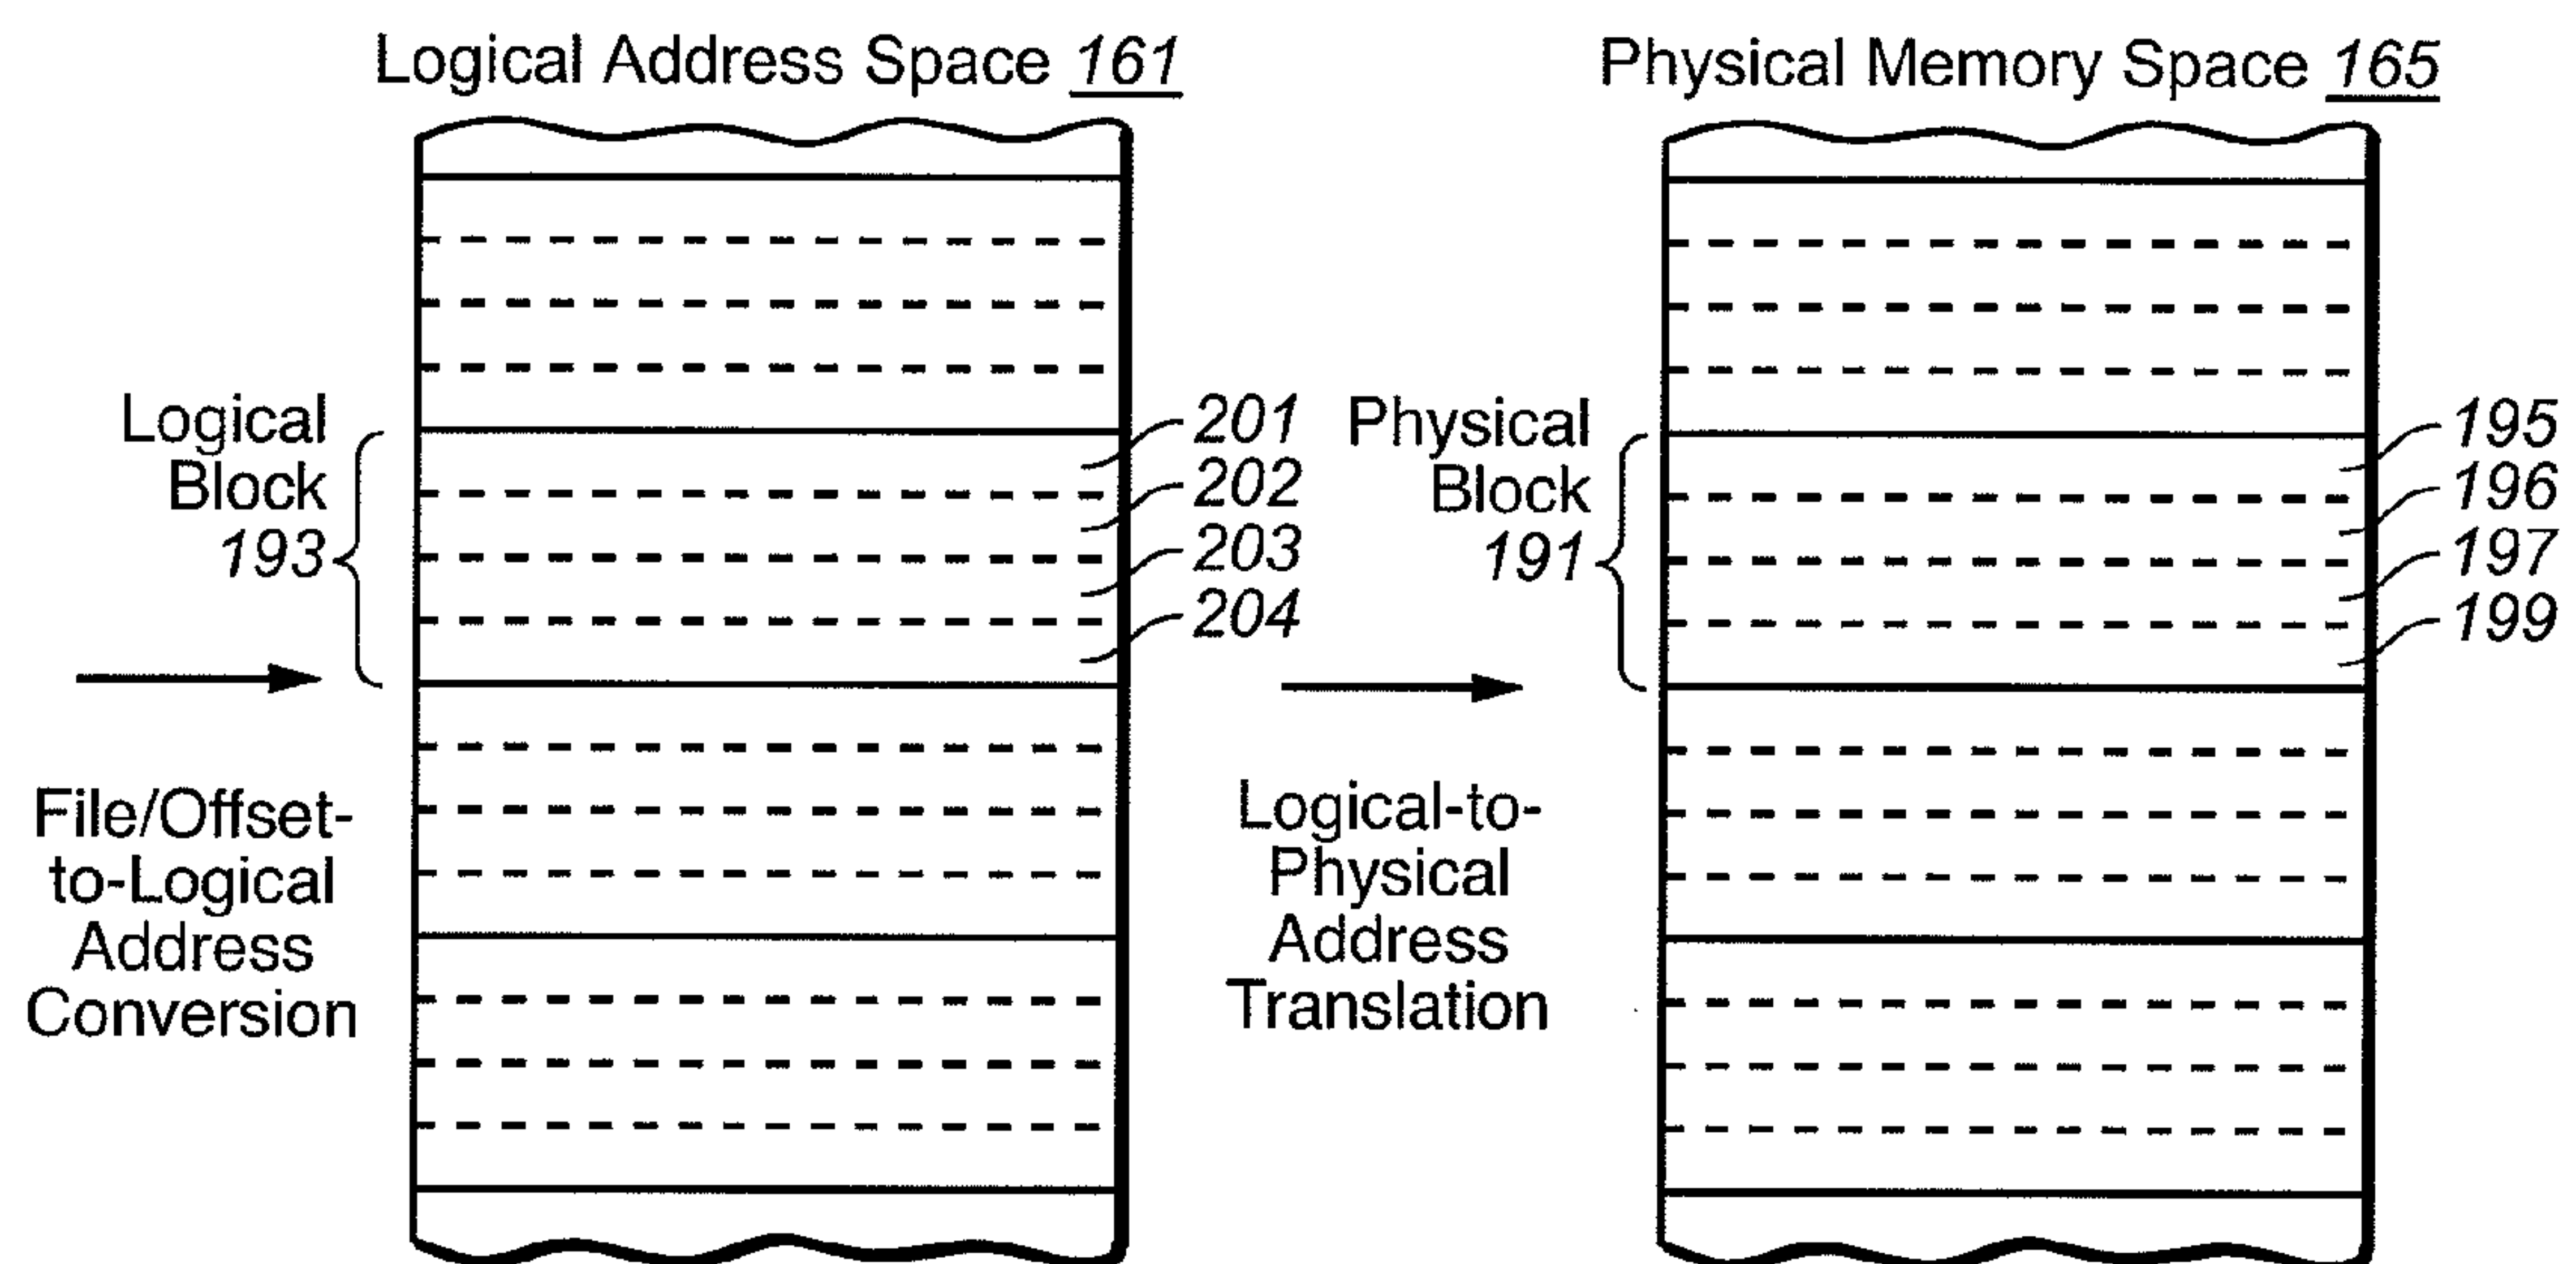 Logical Address Space 161
Physical Memory Space 165
Logical
Block
193
201
202
203
204
Physical
Block
191
195
196
197
199
File/Offset-
to-Logical
Address
Conversion
Logical-to-
Physical
Address
Translation